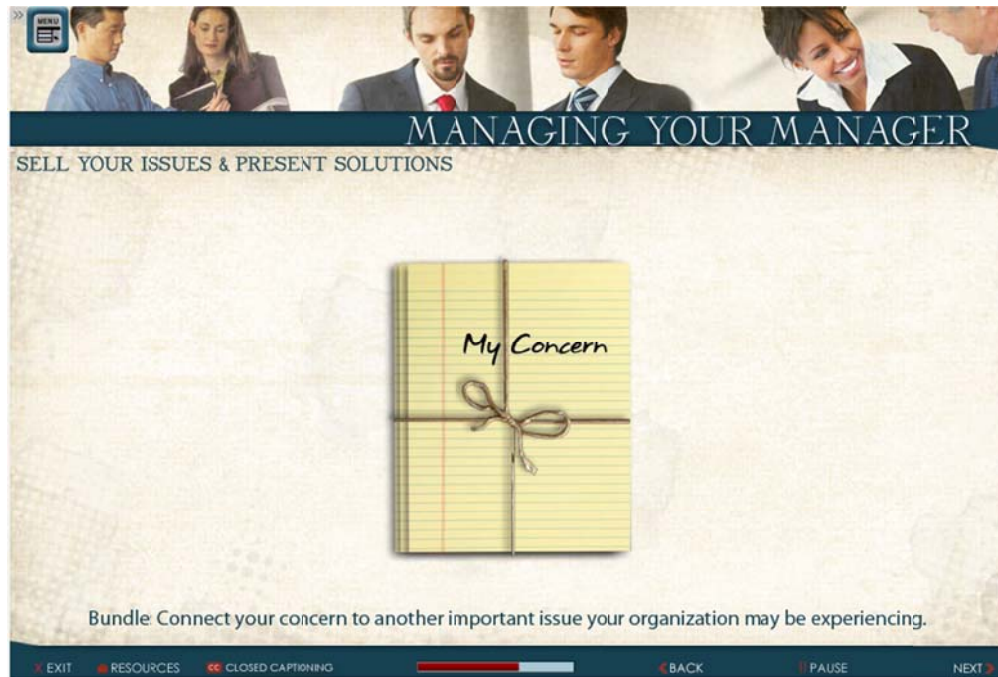 MENU
MANAGING YOUR MANAGER
SELL YOUR ISSUES & PRESENT SOLUTIONS
My Concern
Bundle: Connect your concern to another important issue your organization may be experiencing.
X EXIT RESOURCES CC CLOSED CAPTIONING BACK PAUSE NEXT